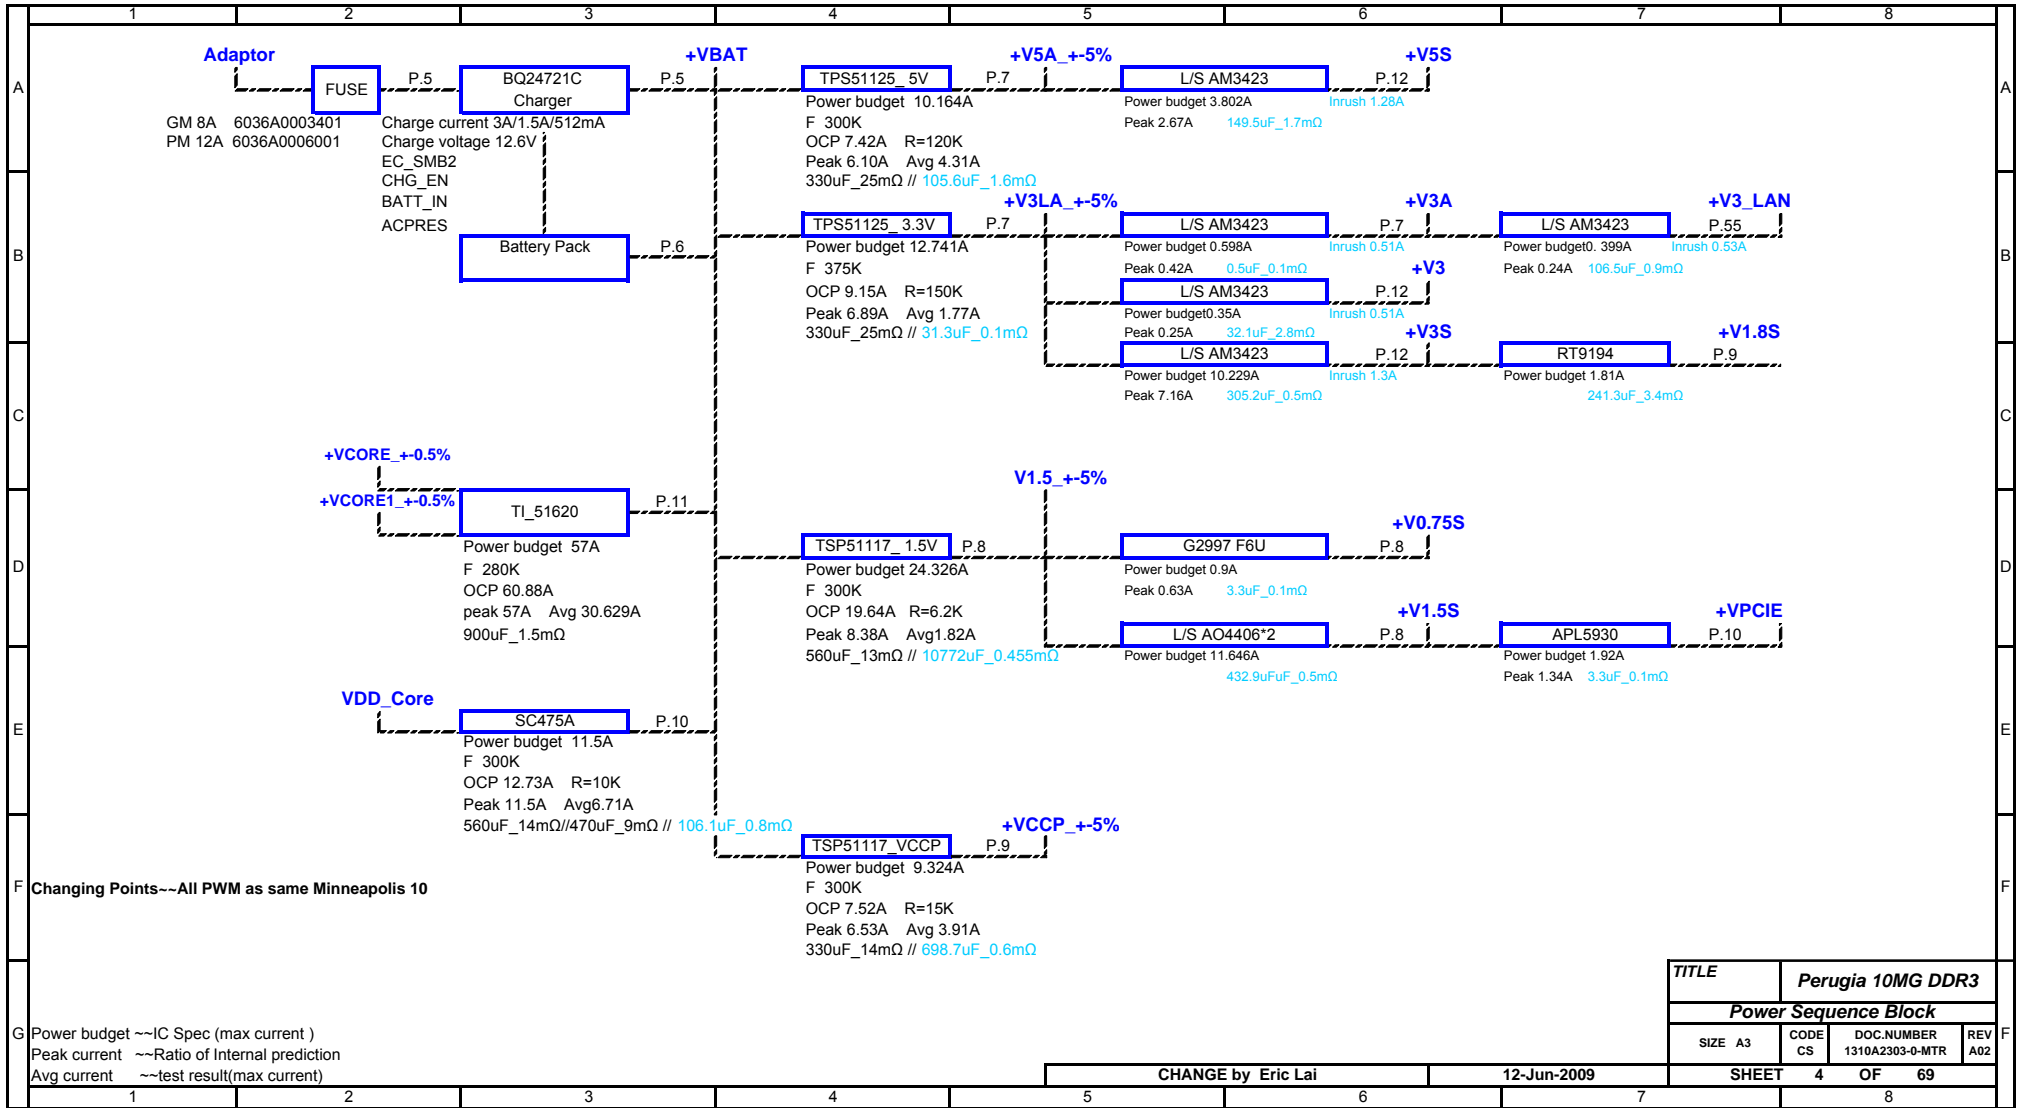 1 2 3 4 5 6 7 8
Adaptor
+VBAT
+V5A_+-5%
+V5S
A
FUSE
P.5
BQ24721C
Charger
P.5
TPS51125_ 5V
P.7
L/S AM3423
P.12
A
GM 8A 6036A0003401
PM 12A 6036A0006001
Charge current 3A/1.5A/512mA
Charge voltage 12.6V
EC_SMB2
CHG_EN
BATT_IN
ACPRES
Power budget 10.164A
F 300K
OCP 7.42A R=120K
Peak 6.10A Avg 4.31A
330uF_25mΩ // 105.6uF_1.6mΩ
Power budget 3.802A
Inrush 1.28A
Peak 2.67A 149.5uF_1.7mΩ
+V3LA_+-5%
+V3A
+V3_LAN
B
Battery Pack
P.6
TPS51125_ 3.3V
P.7
L/S AM3423
P.7
L/S AM3423
P.55
B
Power budget 12.741A
F 375K
OCP 9.15A R=150K
Peak 6.89A Avg 1.77A
330uF_25mΩ // 31.3uF_0.1mΩ
Power budget 0.598A
Inrush 0.51A
Peak 0.42A 0.5uF_0.1mΩ
Power budget0. 399A
Inrush 0.53A
Peak 0.24A 106.5uF_0.9mΩ
+V3
L/S AM3423
P.12
Power budget0.35A
Inrush 0.51A
Peak 0.25A 32.1uF_2.8mΩ
+V3S
+V1.8S
L/S AM3423
P.12
RT9194
P.9
Power budget 10.229A
Inrush 1.3A
Peak 7.16A 305.2uF_0.5mΩ
Power budget 1.81A
241.3uF_3.4mΩ
C
C
+VCORE_+-0.5%
+VCORE1_+-0.5%
TI_51620
P.11
Power budget 57A
F 280K
OCP 60.88A
peak 57A Avg 30.629A
900uF_1.5mΩ
V1.5_+-5%
+V0.75S
D
TSP51117_ 1.5V
P.8
G2997 F6U
P.8
D
Power budget 24.326A
F 300K
OCP 19.64A R=6.2K
Peak 8.38A Avg1.82A
560uF_13mΩ // 10772uF_0.455mΩ
Power budget 0.9A
Peak 0.63A 3.3uF_0.1mΩ
+V1.5S
+VPCIE
L/S AO4406*2
P.8
APL5930
P.10
Power budget 11.646A
432.9uFuF_0.5mΩ
Power budget 1.92A
Peak 1.34A 3.3uF_0.1mΩ
VDD_Core
E
SC475A
P.10
E
Power budget 11.5A
F 300K
OCP 12.73A R=10K
Peak 11.5A Avg6.71A
560uF_14mΩ//470uF_9mΩ // 106.1uF_0.8mΩ
+VCCP_+-5%
TSP51117_VCCP
P.9
Power budget 9.324A
F 300K
OCP 7.52A R=15K
Peak 6.53A Avg 3.91A
330uF_14mΩ // 698.7uF_0.6mΩ
F
Changing Points~~All PWM as same Minneapolis 10
F
G
Power budget ~~IC Spec (max current )
Peak current ~~Ratio of Internal prediction
Avg current ~~test result(max current)
TITLE
Perugia 10MG DDR3
Power Sequence Block
SIZE A3
CODE
CS
DOC.NUMBER
1310A2303-0-MTR
REV
A02
F
CHANGE by Eric Lai
12-Jun-2009
SHEET 4 OF 69
1 2 3 4 5 6 7 8